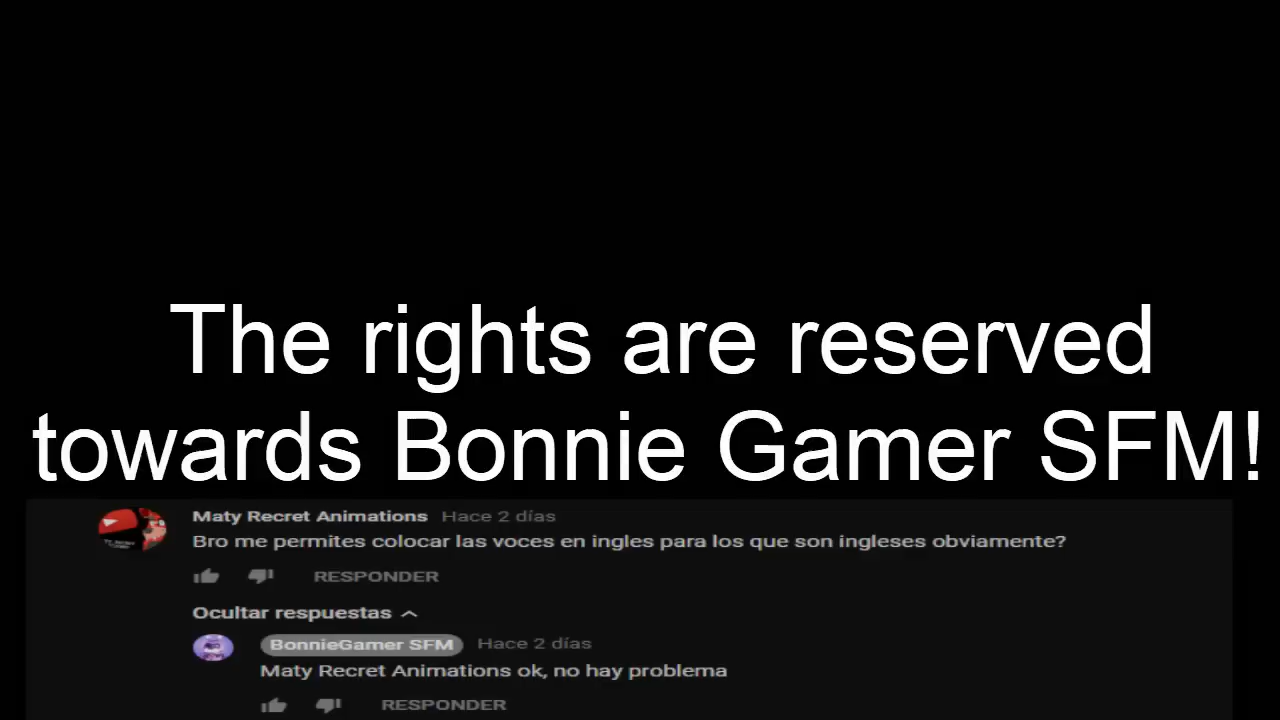 The rights are reserved
towards Bonnie Gamer SFM!
Maty Recret Animations Hace 2 días
Bro me permites colocar las voces en ingles para los que son ingleses obviamente?
RESPONDER
Ocultar respuestas
BonnieGamer SFM Hace 2 días
Maty Recret Animations ok, no hay problema
RESPONDER